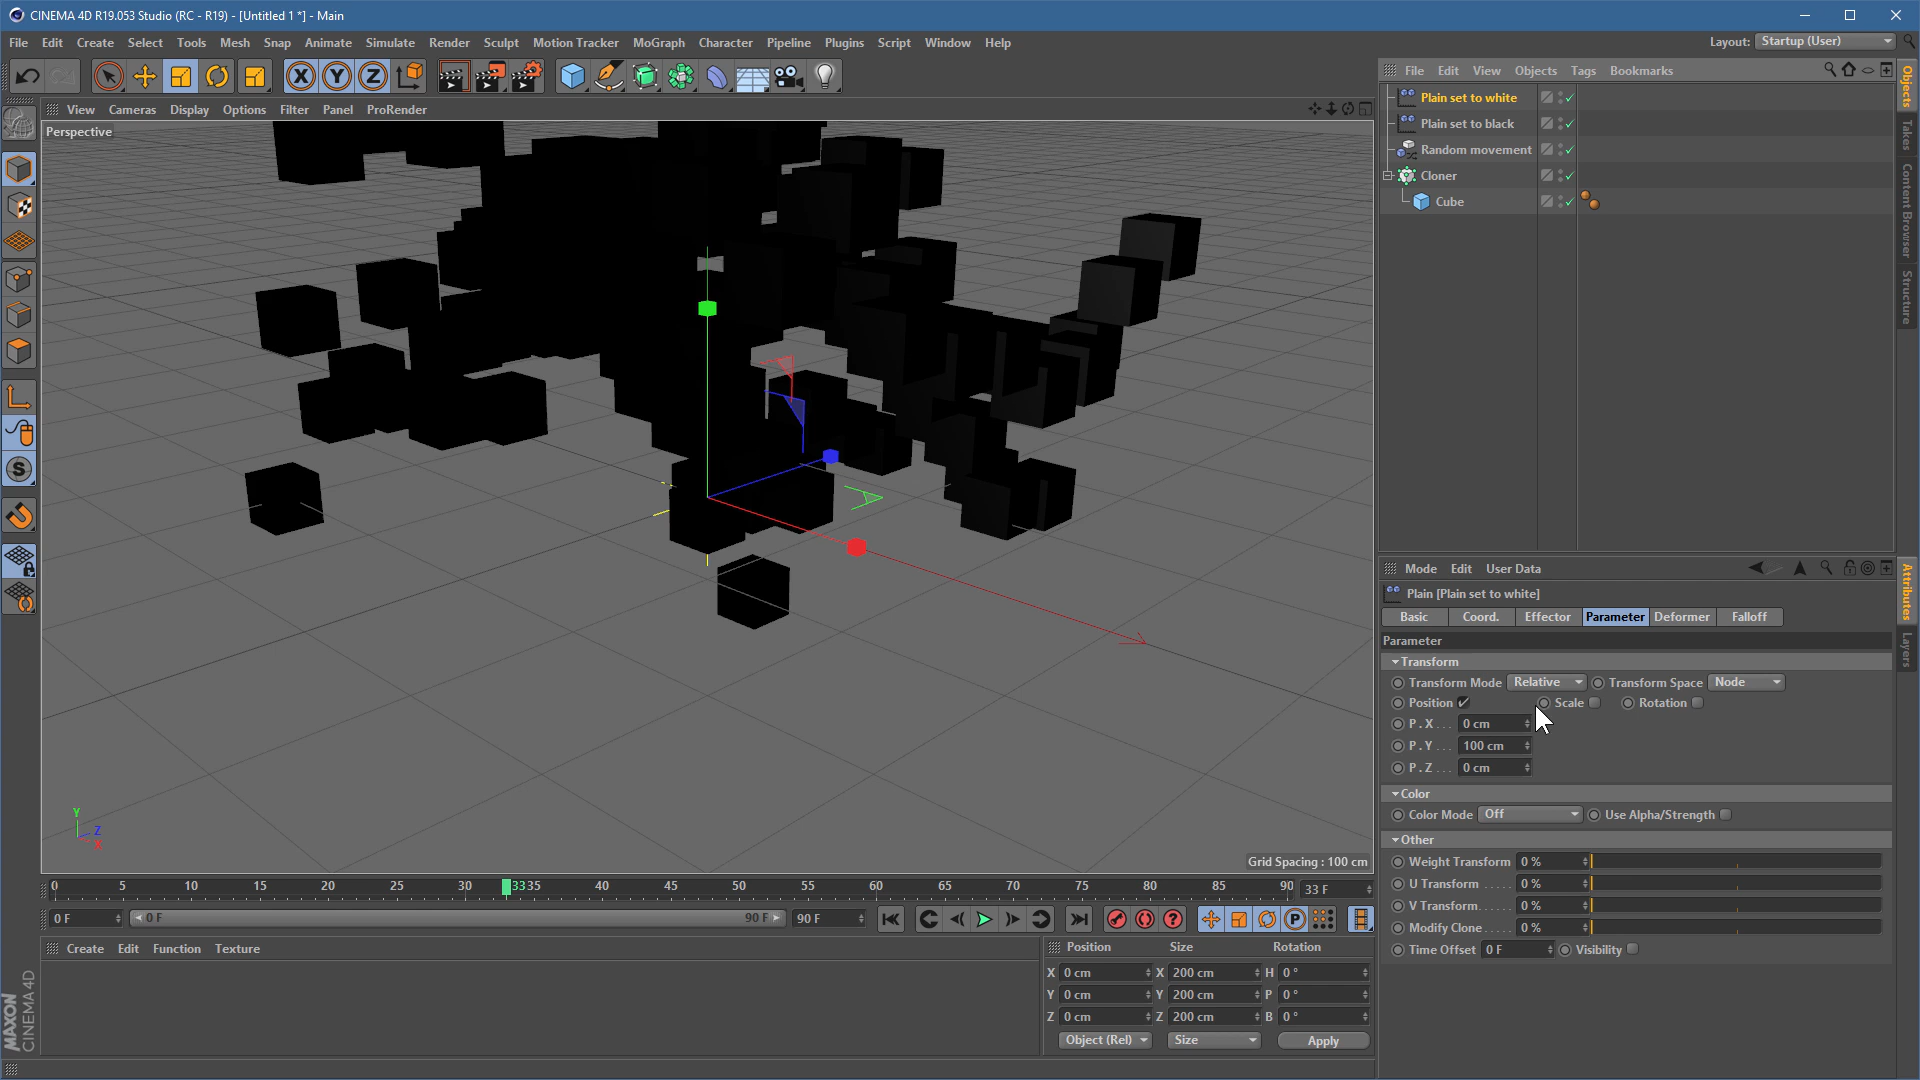 CINEMA 4D R19.053 Studio (RC - R19) - [Untitled 1 *] - Main
File Edit Create Select Tools Mesh Snap Animate Simulate Render Sculpt Motion Tracker MoGraph Character Pipeline Plugins Script Window Help
Layout: Startup (User)
X Y Z
View Cameras Display Options Filter Panel ProRender
Perspective
Y
Z
X
Grid Spacing : 100 cm
0 5 10 15 20 25 30 3335 40 45 50 55 60 65 70 75 80 85 90
33 F
0 F 0 F 90 F 90 F
P
Create Edit Function Texture
MAXON
CINEMA 4D
Position Size Rotation
X 0 cm X 200 cm H 0 °
Y 0 cm Y 200 cm P 0 °
Z 0 cm Z 200 cm B 0 °
Object (Rel) Size Apply
File Edit View Objects Tags Bookmarks
Plain set to white
Plain set to black
Random movement
Cloner
Cube
Objects
Takes
Content Browser
Structure
Mode Edit User Data
Plain [Plain set to white]
Basic Coord. Effector Parameter Deformer Falloff
Parameter
Transform
Transform Mode Relative Transform Space Node
Position Scale Rotation
P . X . . . 0 cm
P . Y . . . 100 cm
P . Z . . . 0 cm
Color
Color Mode Off Use Alpha/Strength
Other
Weight Transform 0 %
U Transform . . . . . 0 %
V Transform. . . . . 0 %
Modify Clone . . . . . 0 %
Time Offset 0 F Visibility
Attributes
Layers